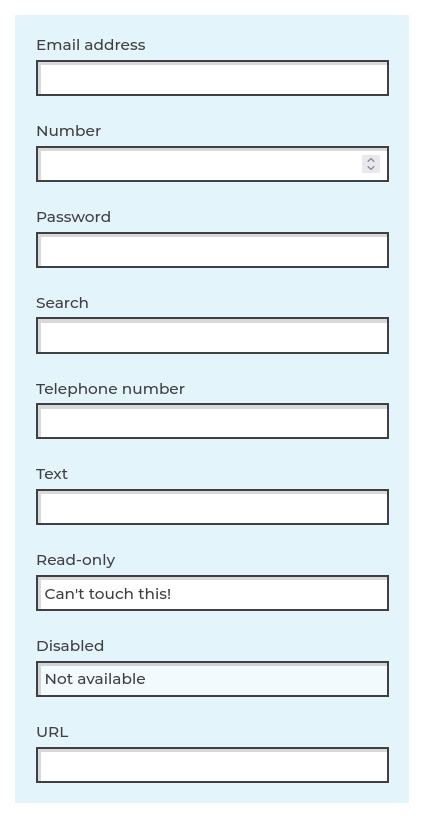 Email address
Number
Password
Search
Telephone number
Text
Read-only
Can't touch this!
Disabled
Not available
URL